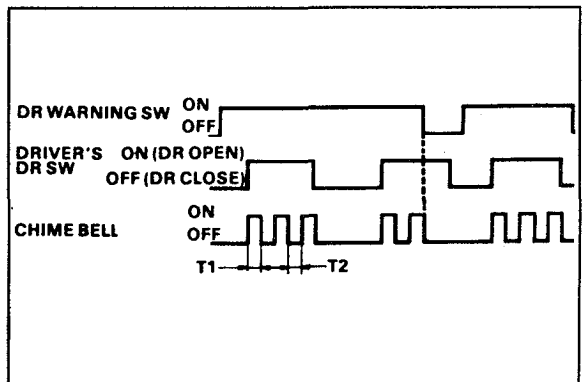 DR WARNING SW ON
OFF
DRIVER'S ON (DR OPEN)
DR SW OFF (DR CLOSE)
ON
CHIME BELL OFF
T1 T2